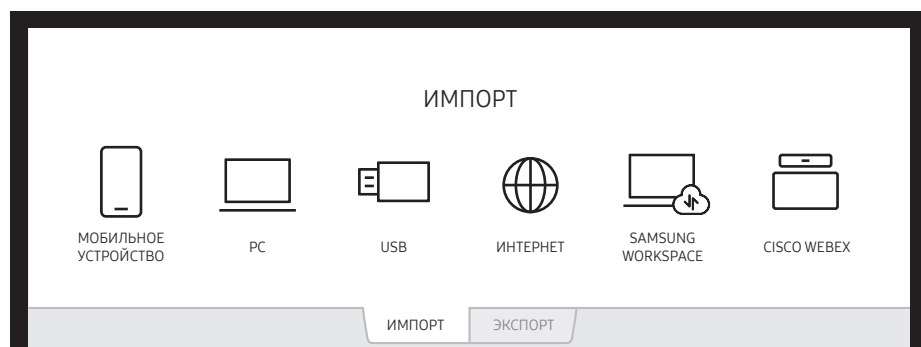 ИМПОРТ
МОБИЛЬНОЕ
УСТРОЙСТВО
PC
USB
ИНТЕРНЕТ
SAMSUNG
WORKSPACE
CISCO WEBEX
ИМПОРТ
ЭКСПОРТ